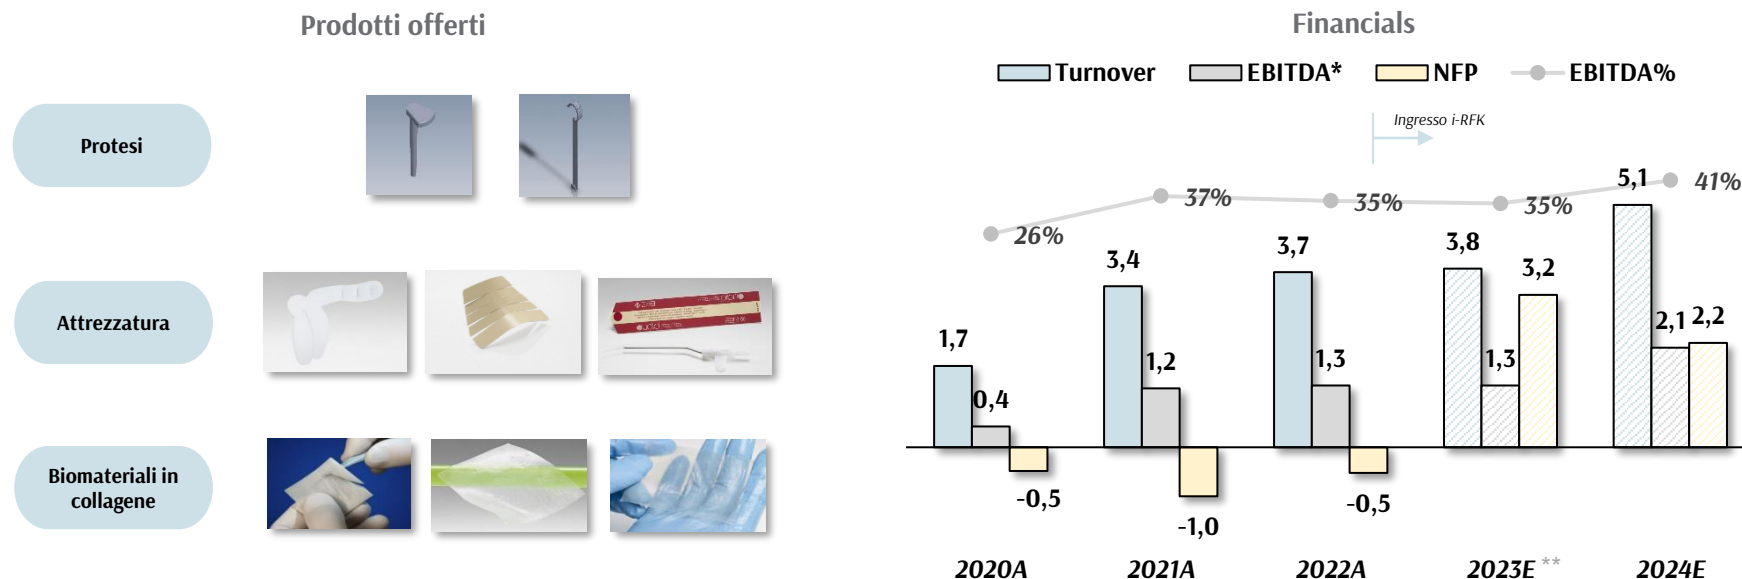 Prodotti offerti
Protesi
Attrezzatura
Biomateriali in
collagene
Financials
Turnover
EBITDA*
NFP
EBITDA%
Ingresso i-RFK
26%
37%
35%
35%
41%
1,7
0,4
-0,5
3,4
1,2
-1,0
3,7
1,3
-0,5
3,8
1,3
3,2
5,1
2,1
2,2
2020A
2021A
2022A
2023E **
2024E